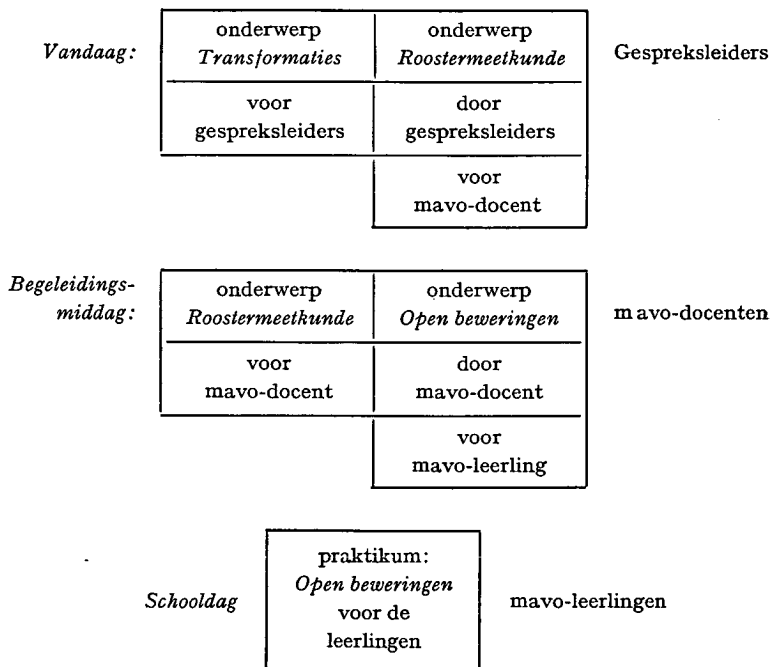 Vandaag:
onderwerp
Transformaties
onderwerp
Roostermeetkunde
Gespreksleiders
voor
gespreksleiders
door
gespreksleiders
voor
mavo-docent
Begeleidings-
middag:
onderwerp
Roostermeetkunde
onderwerp
Open beweringen
mavo-docenten
voor
mavo-docent
door
mavo-docent
voor
mavo-leerling
Schooldag
praktikum:
Open beweringen
voor de
leerlingen
mavo-leerlingen